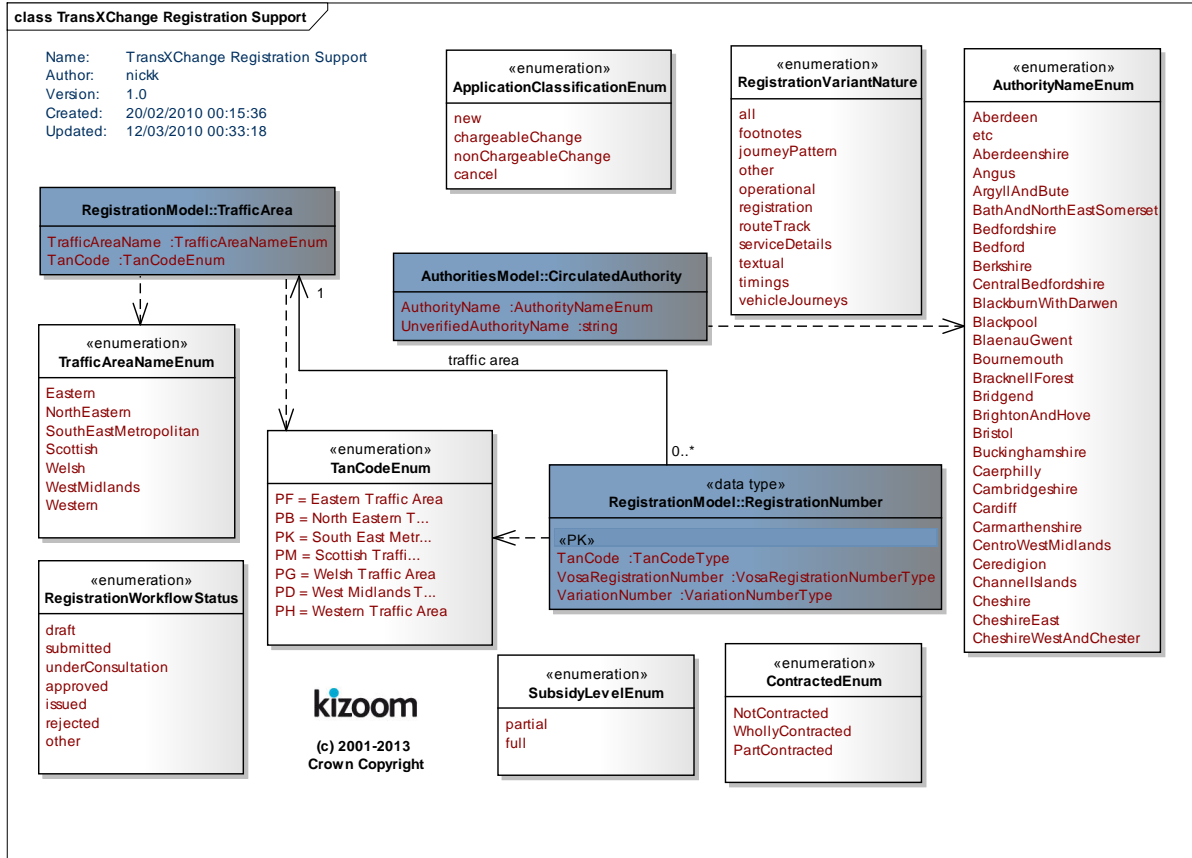 class TransXChange Registration Support
Name: TransXChange Registration Support
Author: nickk
Version: 1.0
Created: 20/02/2010 00:15:36
Updated: 12/03/2010 00:33:18
«enumeration»
ApplicationClassificationEnum
new
chargeableChange
nonChargeableChange
cancel
«enumeration»
RegistrationVariantNature
all
footnotes
journeyPattern
other
operational
registration
routeTrack
serviceDetails
textual
timings
vehicleJourneys
«enumeration»
AuthorityNameEnum
Aberdeen
etc
Aberdeenshire
Angus
ArgyllAndBute
BathAndNorthEastSomerset
Bedfordshire
Bedford
Berkshire
CentralBedfordshire
BlackburnWithDarwen
Blackpool
BlaenauGwent
Bournemouth
BracknellForest
Bridgend
BrightonAndHove
Bristol
Buckinghamshire
Caerphilly
Cambridgeshire
Cardiff
Carmarthenshire
CentroWestMidlands
Ceredigion
ChannelIslands
Cheshire
CheshireEast
CheshireWestAndChester
RegistrationModel::TrafficArea
TrafficAreaName :TrafficAreaNameEnum
TanCode :TanCodeEnum
1
AuthoritiesModel::CirculatedAuthority
AuthorityName :AuthorityNameEnum
UnverifiedAuthorityName :string
traffic area
0..*
«enumeration»
TrafficAreaNameEnum
Eastern
NorthEastern
SouthEastMetropolitan
Scottish
Welsh
WestMidlands
Western
«enumeration»
TanCodeEnum
PF = Eastern Traffic Area
PB = North Eastern T...
PK = South East Metr...
PM = Scottish Traffi...
PG = Welsh Traffic Area
PD = West Midlands T...
PH = Western Traffic Area
«data type»
RegistrationModel::RegistrationNumber
«PK»
TanCode :TanCodeType
VosaRegistrationNumber :VosaRegistrationNumberType
VariationNumber :VariationNumberType
«enumeration»
RegistrationWorkflowStatus
draft
submitted
underConsultation
approved
issued
rejected
other
kizoom
(c) 2001-2013
Crown Copyright
«enumeration»
SubsidyLevelEnum
partial
full
«enumeration»
ContractedEnum
NotContracted
WhollyContracted
PartContracted